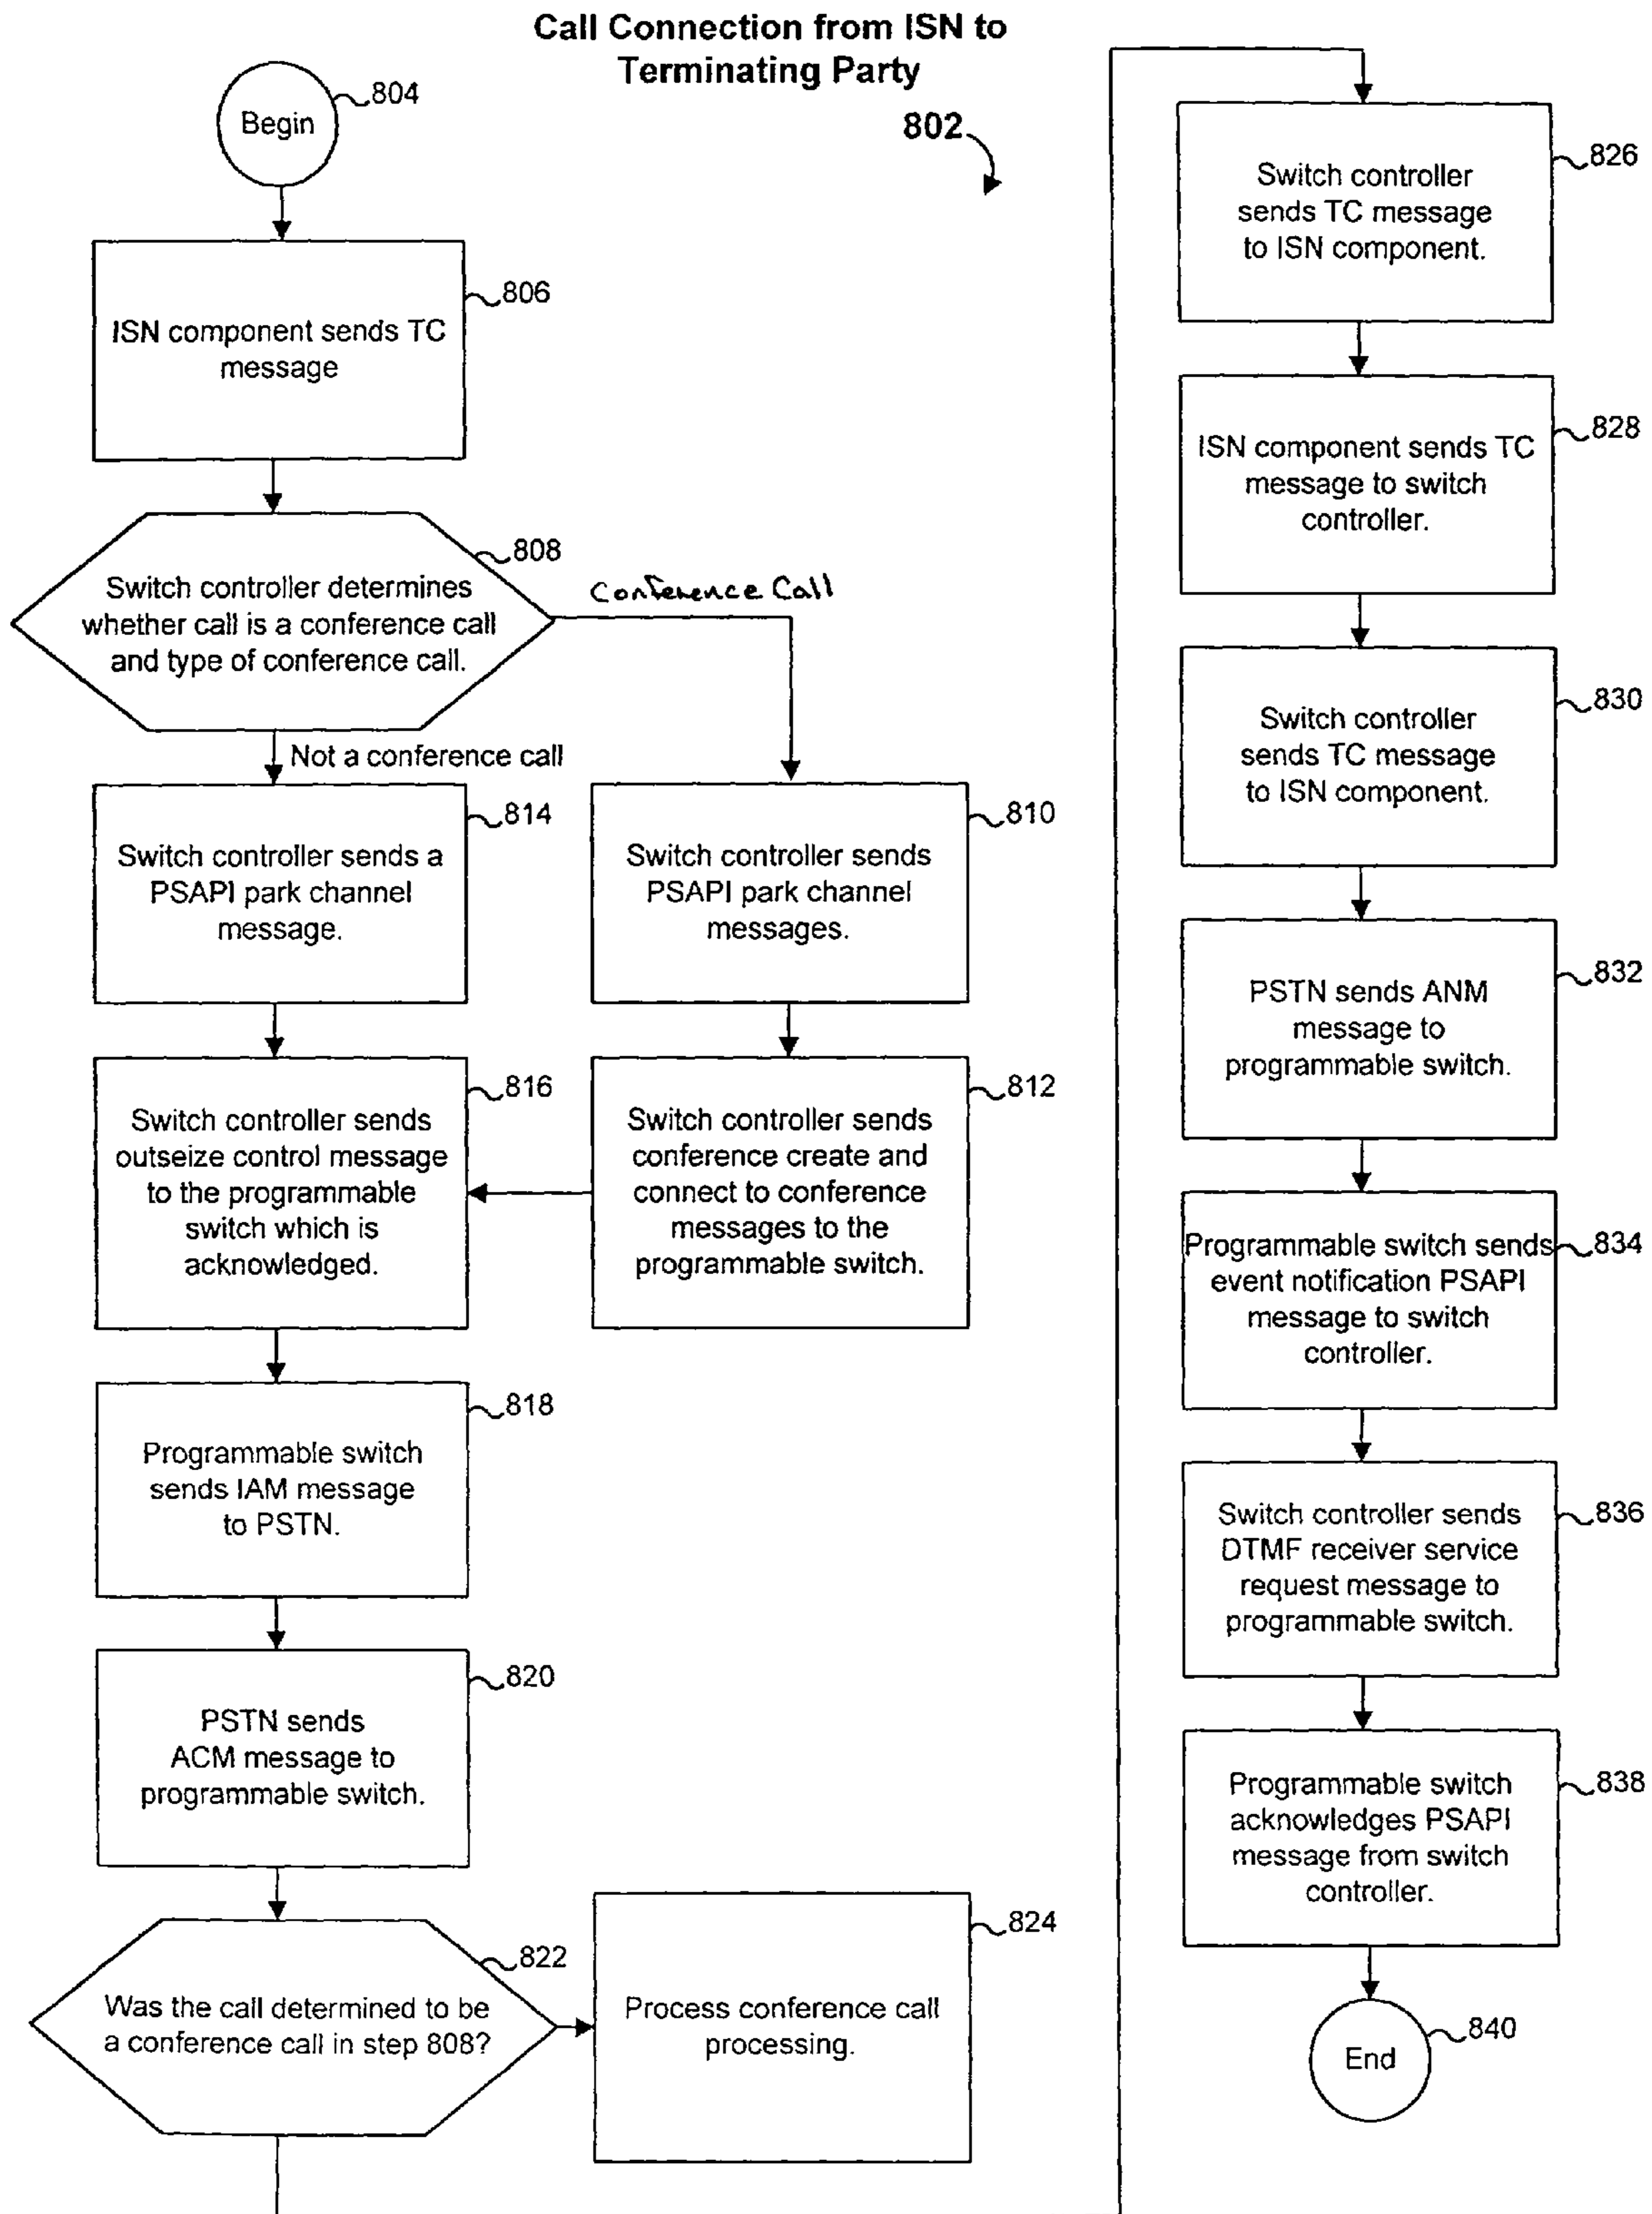 Call Connection from ISN to
Terminating Party
802
804
Begin
806
ISN component sends TC
message
808
Switch controller determines
whether call is a conference call
and type of conference call.
Conference Call
Not a conference call
814
Switch controller sends a
PSAPI park channel
message.
810
Switch controller sends
PSAPI park channel
messages.
816
Switch controller sends
outseize control message
to the programmable
switch which is
acknowledged.
812
Switch controller sends
conference create and
connect to conference
messages to the
programmable switch.
818
Programmable switch
sends IAM message
to PSTN.
820
PSTN sends
ACM message to
programmable switch.
822
Was the call determined to be
a conference call in step 808?
824
Process conference call
processing.
826
Switch controller
sends TC message
to ISN component.
828
ISN component sends TC
message to switch
controller.
830
Switch controller
sends TC message
to ISN component.
832
PSTN sends ANM
message to
programmable switch.
834
Programmable switch sends
event notification PSAPI
message to switch
controller.
836
Switch controller sends
DTMF receiver service
request message to
programmable switch.
838
Programmable switch
acknowledges PSAPI
message from switch
controller.
840
End